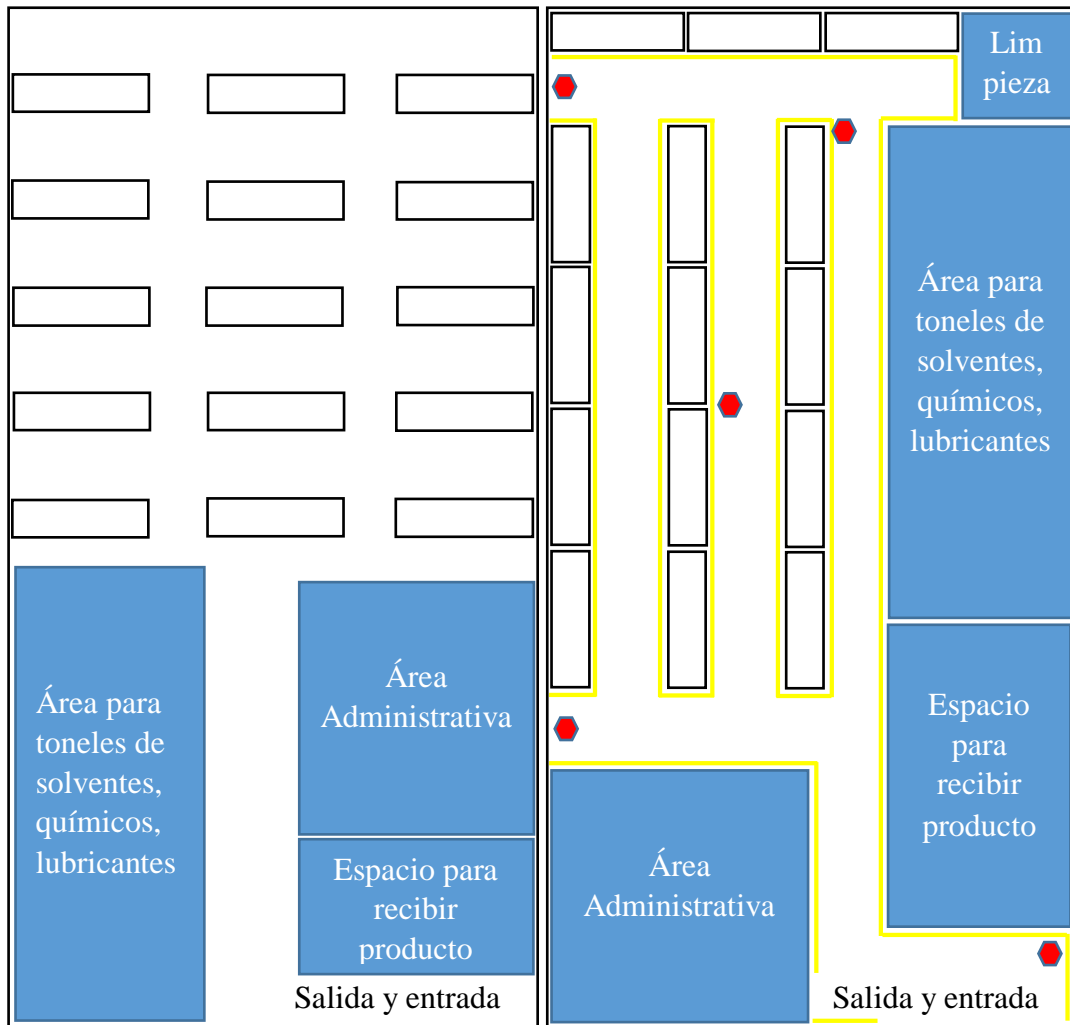 Área para
toneles de
solventes,
químicos,
lubricantes
Área
Administrativa
Espacio para
recibir
producto
Salida y entrada
Lim
pieza
Área para
toneles de
solventes,
químicos,
lubricantes
Espacio
para
recibir
producto
Área
Administrativa
Salida y entrada